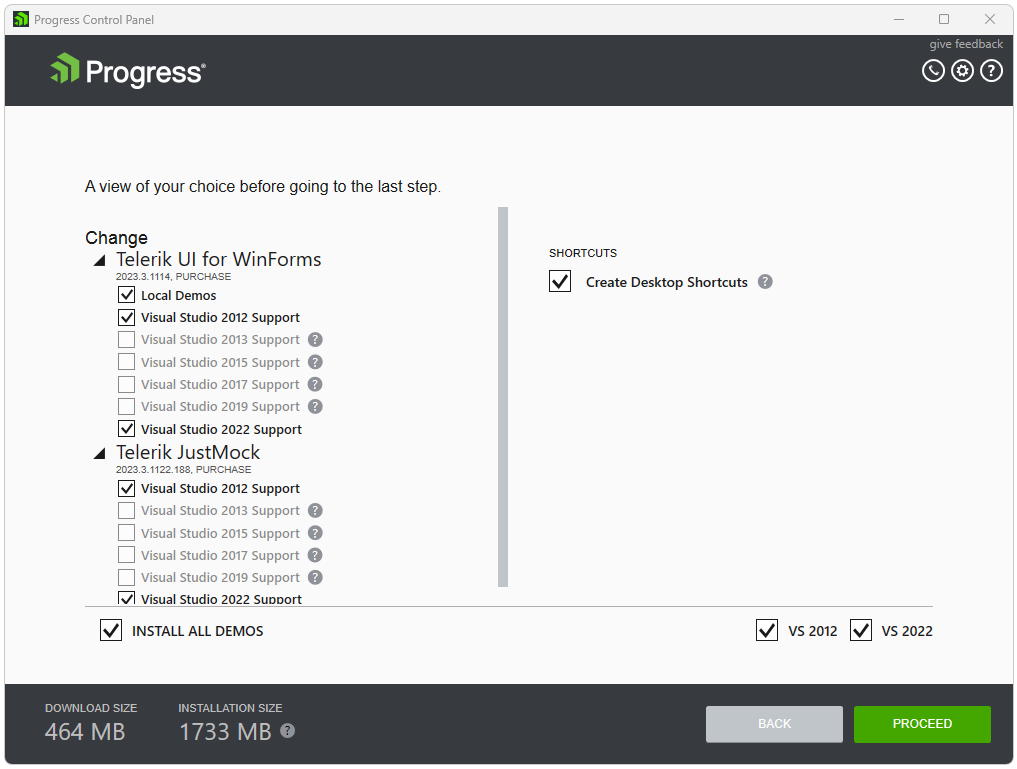 Progress Control Panel
give feedback
Progress®
A view of your choice before going to the last step.
Change
Telerik UI for WinForms
2023.3.1114, PURCHASE
Local Demos
Visual Studio 2012 Support
Visual Studio 2013 Support ?
Visual Studio 2015 Support ?
Visual Studio 2017 Support ?
Visual Studio 2019 Support ?
Visual Studio 2022 Support
Telerik JustMock
2023.3.1122.188, PURCHASE
Visual Studio 2012 Support
Visual Studio 2013 Support ?
Visual Studio 2015 Support ?
Visual Studio 2017 Support ?
Visual Studio 2019 Support ?
Visual Studio 2022 Support
SHORTCUTS
Create Desktop Shortcuts ?
INSTALL ALL DEMOS
VS 2012 VS 2022
DOWNLOAD SIZE
464 MB
INSTALLATION SIZE
1733 MB ?
BACK
PROCEED